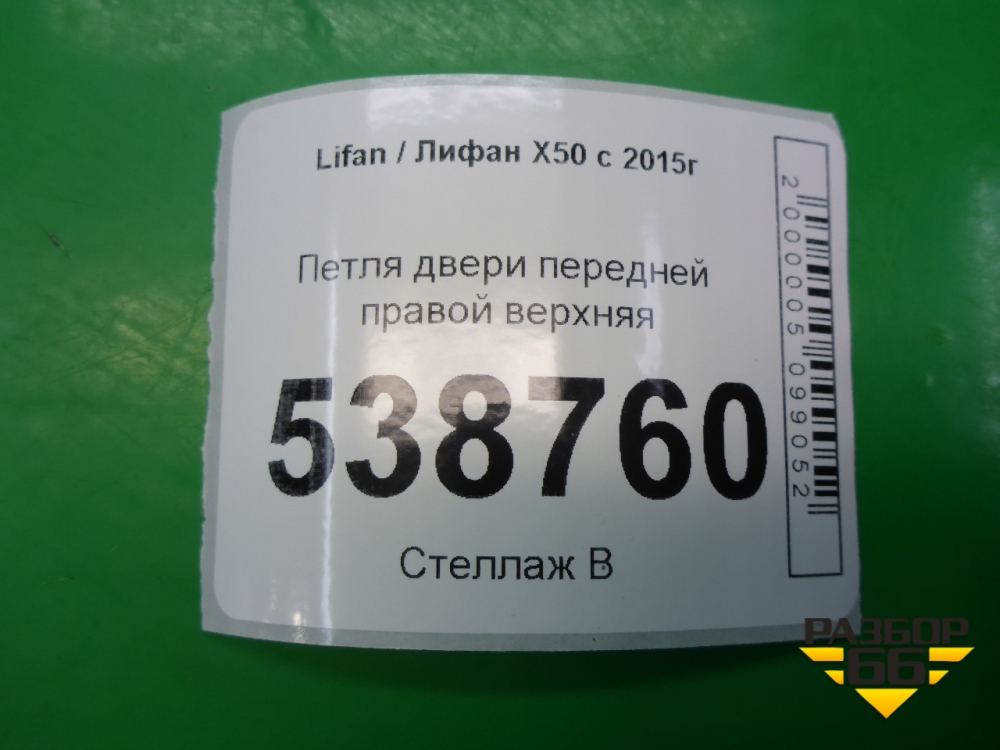 Lifan / Лифан X50 с 2015г
Петля двери передней
правой верхняя
538760
Стеллаж В
2000005099052
РАЗБОР
66